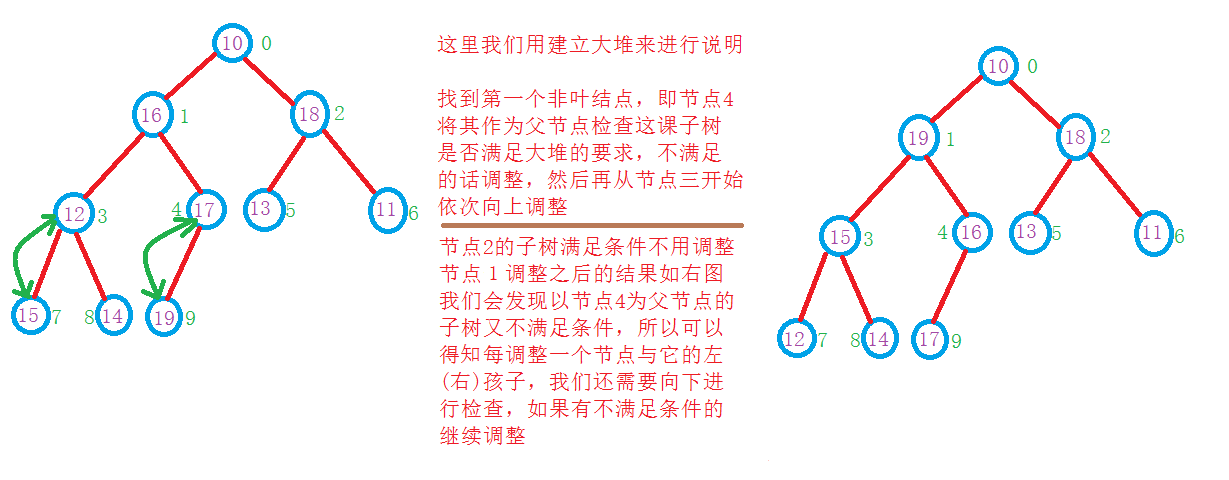 10 0
16 1
18 2
12 3
4 17
13 5
11 6
15 7
8 14
19 9
这里我们用建立大堆来进行说明
找到第一个非叶结点，即节点4
将其作为父节点检查这课子树
是否满足大堆的要求，不满足
的话调整，然后再从节点三开始
依次向上调整
节点2的子树满足条件不用调整
节点1调整之后的结果如右图
我们会发现以节点4为父节点的
子树又不满足条件，所以可以
得知每调整一个节点与它的左
(右)孩子，我们还需要向下进
行检查，如果有不满足条件的
继续调整
10 0
19 1
18 2
15 3
4 16
13 5
11 6
12 7
8 14
17 9